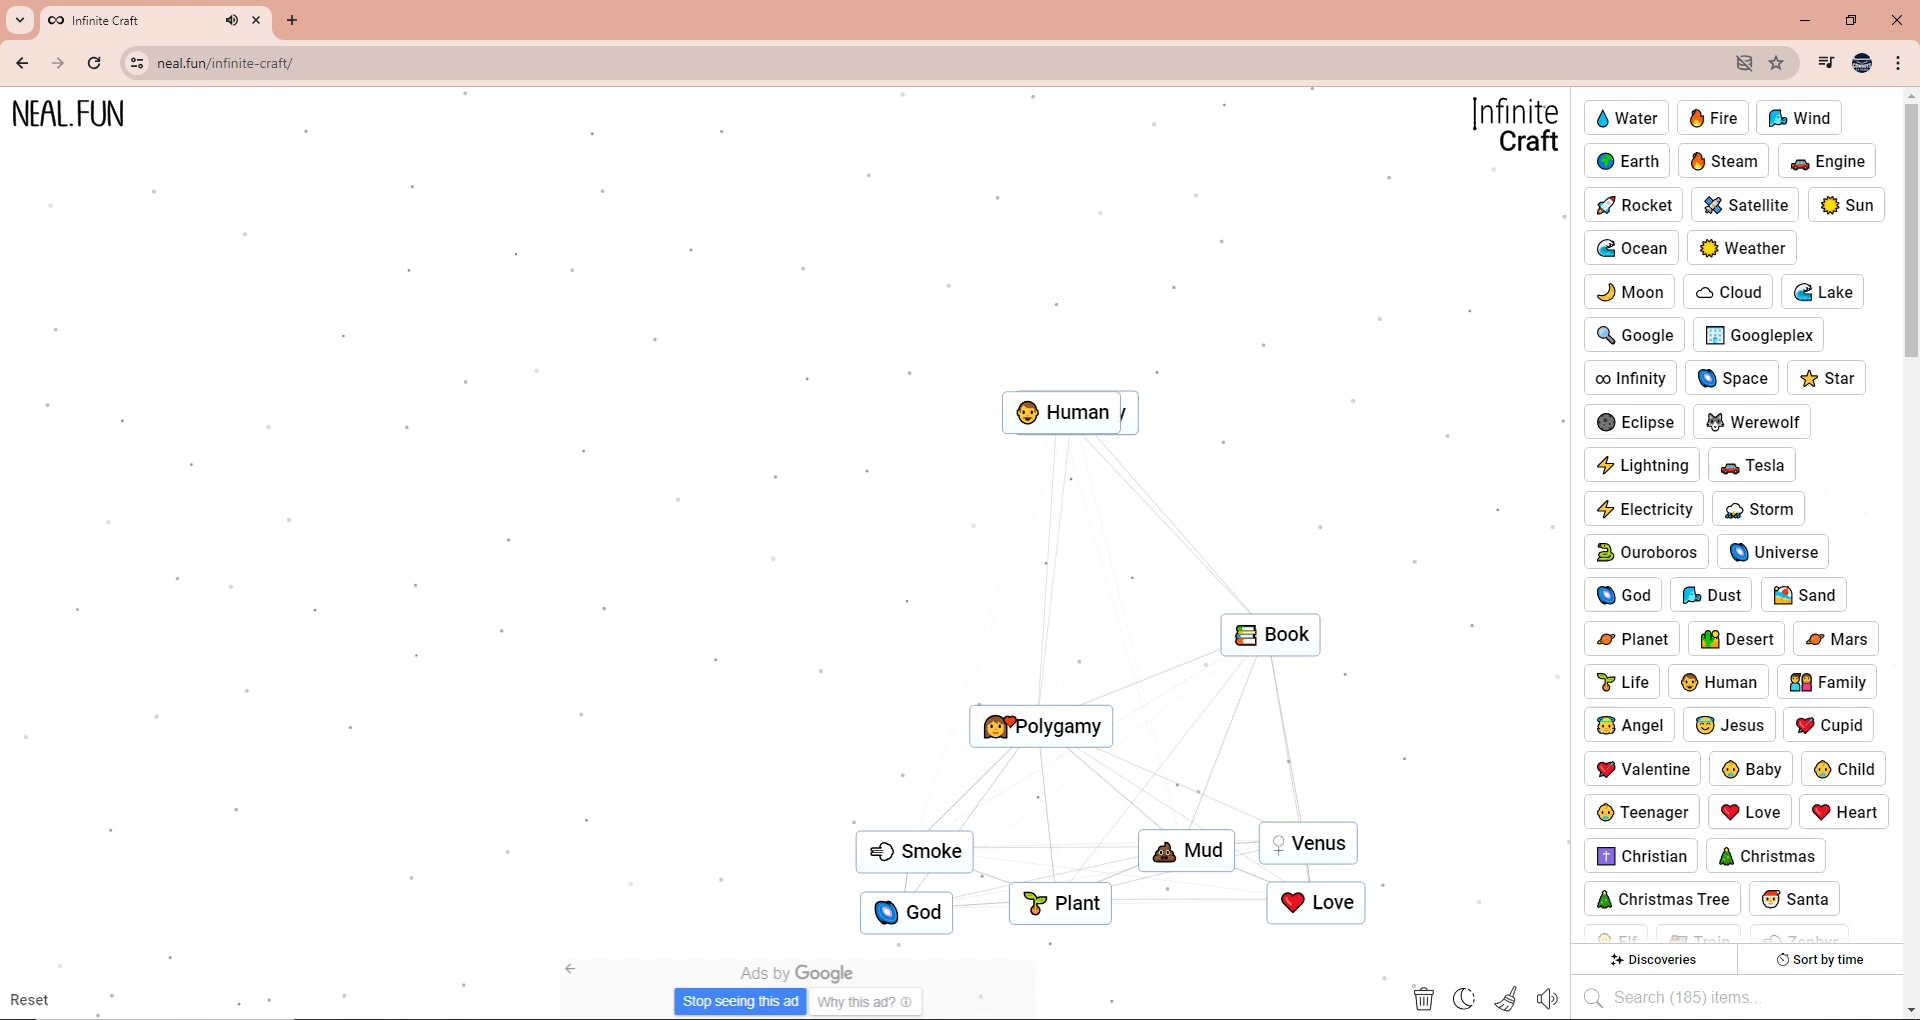 Infinite Craft
neal.fun/infinite-craft/
NEAL.FUN
Infinite
Craft
Human
y
Book
Polygamy
Smoke
Mud
Venus
God
Plant
Love
Ads by Google
Stop seeing this ad
Why this ad?
Reset
Water Fire Wind
Earth Steam Engine
Rocket Satellite Sun
Ocean Weather
Moon Cloud Lake
Google Googleplex
Infinity Space Star
Eclipse Werewolf
Lightning Tesla
Electricity Storm
Ouroboros Universe
God Dust Sand
Planet Desert Mars
Life Human Family
Angel Jesus Cupid
Valentine Baby Child
Teenager Love Heart
Christian Christmas
Christmas Tree Santa
Elf Train Zephyr
Discoveries Sort by time
Search (185) items...